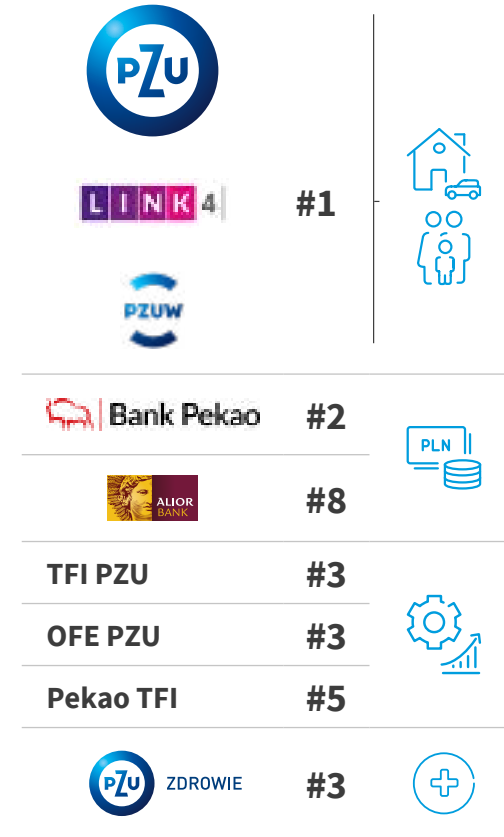 PZU
LINK4 #1
PZUW
Bank Pekao #2
PLN
ALIOR
BANK #8
TFI PZU #3
OFE PZU #3
Pekao TFI #5
PZU ZDROWIE #3